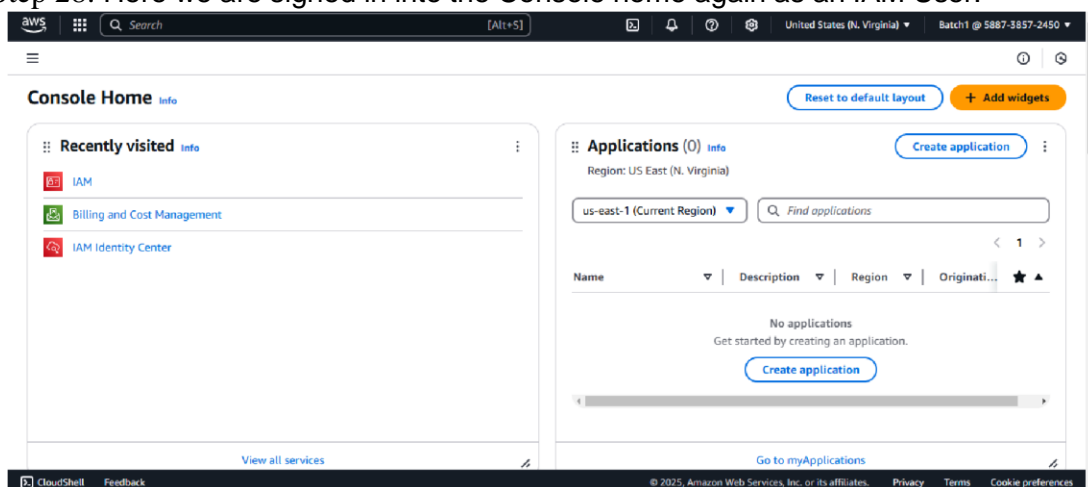 Step 28: Here we are signed in into the Console home again as an IAM User.
aws Search [Alt+S] United States (N. Virginia) ▼ Batch1 @ 5887-3857-2450 ▼
Console Home Info Reset to default layout + Add widgets
Recently visited Info
IAM
Billing and Cost Management
IAM Identity Center
View all services
Applications (0) Info Create application
Region: US East (N. Virginia)
us-east-1 (Current Region) ▼ Find applications
< 1 >
Name Description Region Originati...
No applications
Get started by creating an application.
Create application
Go to myApplications
CloudShell Feedback © 2025, Amazon Web Services, Inc. or its affiliates. Privacy Terms Cookie preferences